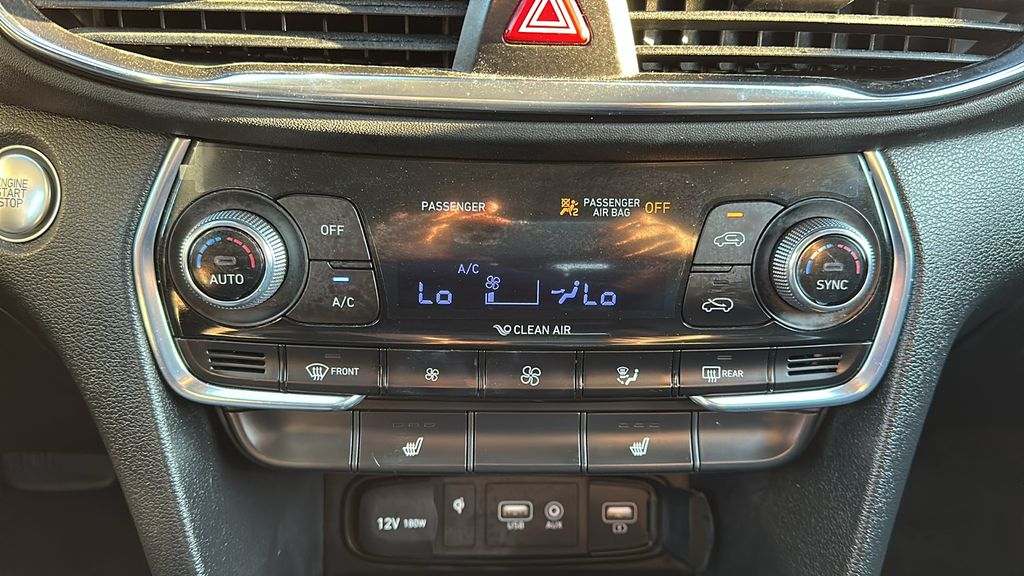 ENGINE
START
STOP
AUTO
OFF
A/C
PASSENGER
PASSENGER
AIR BAG OFF
2
A/C
Lo
Lo
CLEAN AIR
SYNC
FRONT
REAR
12V 180W
USB
AUX